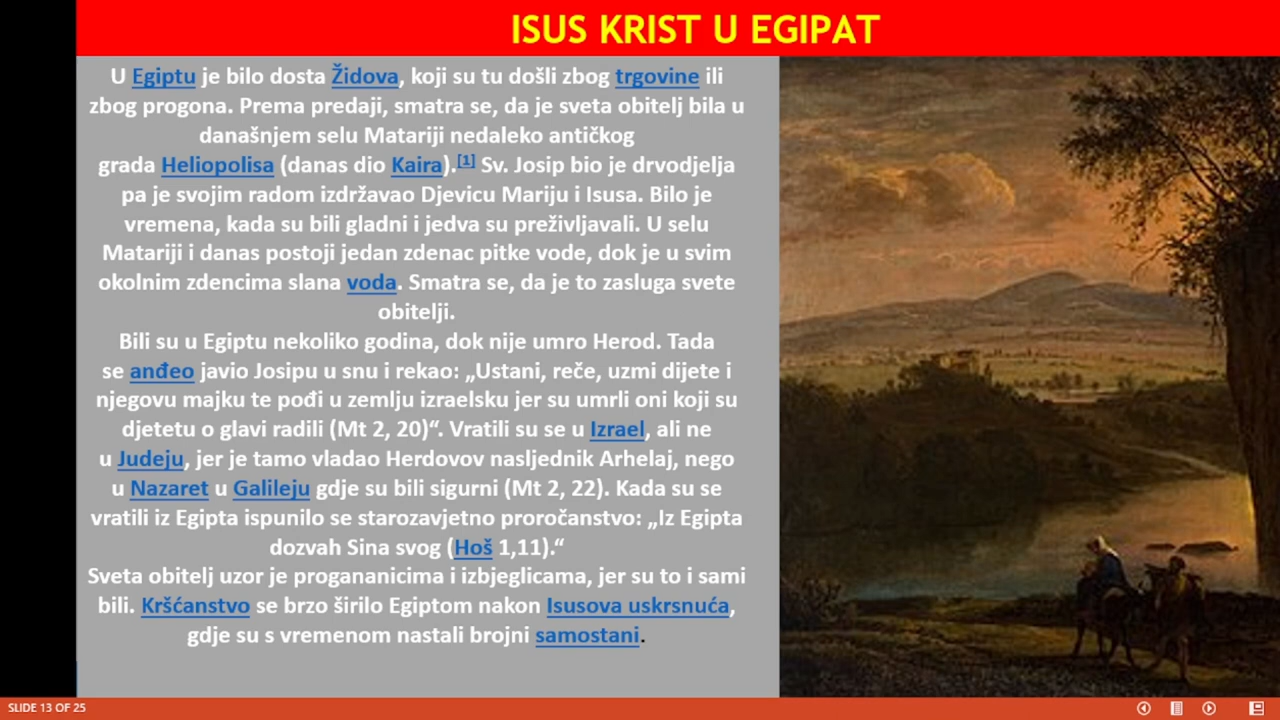 ISUS KRIST U EGIPAT
U Egiptu je bilo dosta Židova, koji su tu došli zbog trgovine ili
zbog progona. Prema predaji, smatra se, da je sveta obitelj bila u
današnjem selu Matariji nedaleko antičkog
grada Heliopolisa (danas dio Kaira).[1] Sv. Josip bio je drvodjelja
pa je svojim radom izdržavao Djevicu Mariju i Isusa. Bilo je
vremena, kada su bili gladni i jedva su preživljavali. U selu
Matariji i danas postoji jedan zdenac pitke vode, dok je u svim
okolnim zdencima slana voda. Smatra se, da je to zasluga svete
obitelji.
Bili su u Egiptu nekoliko godina, dok nije umro Herod. Tada
se anđeo javio Josipu u snu i rekao: „Ustani, reče, uzmi dijete i
njegovu majku te pođi u zemlju izraelsku jer su umrli oni koji su
djetetu o glavi radili (Mt 2, 20)“. Vratili su se u Izrael, ali ne
u Judeju, jer je tamo vladao Herdovov nasljednik Arhelaj, nego
u Nazaret u Galileju gdje su bili sigurni (Mt 2, 22). Kada su se
vratili iz Egipta ispunilo se starozavjetno proročanstvo: „Iz Egipta
dozvah Sina svog (Hoš 1,11).“
Sveta obitelj uzor je progananicima i izbjeglicama, jer su to i sami
bili. Kršćanstvo se brzo širilo Egiptom nakon Isusova uskrsnuća,
gdje su s vremenom nastali brojni samostani.
SLIDE 13 OF 25